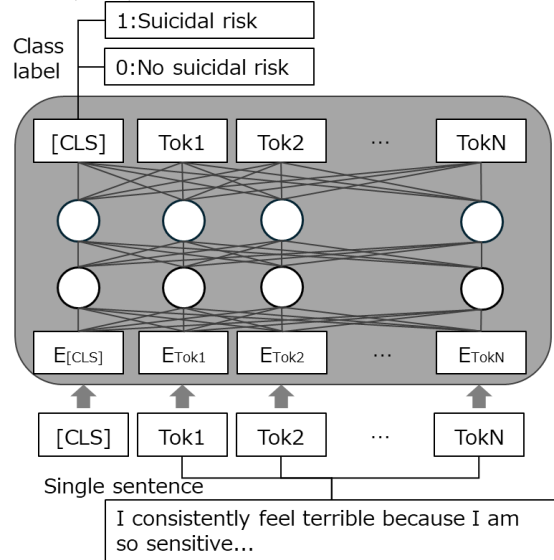 1:Suicidal risk
Class
label
0:No suicidal risk
[CLS] Tok1 Tok2 ... TokN
E[CLS] ETok1 ETok2 ... ETokN
[CLS] Tok1 Tok2 ... TokN
Single sentence
I consistently feel terrible because I am
so sensitive...